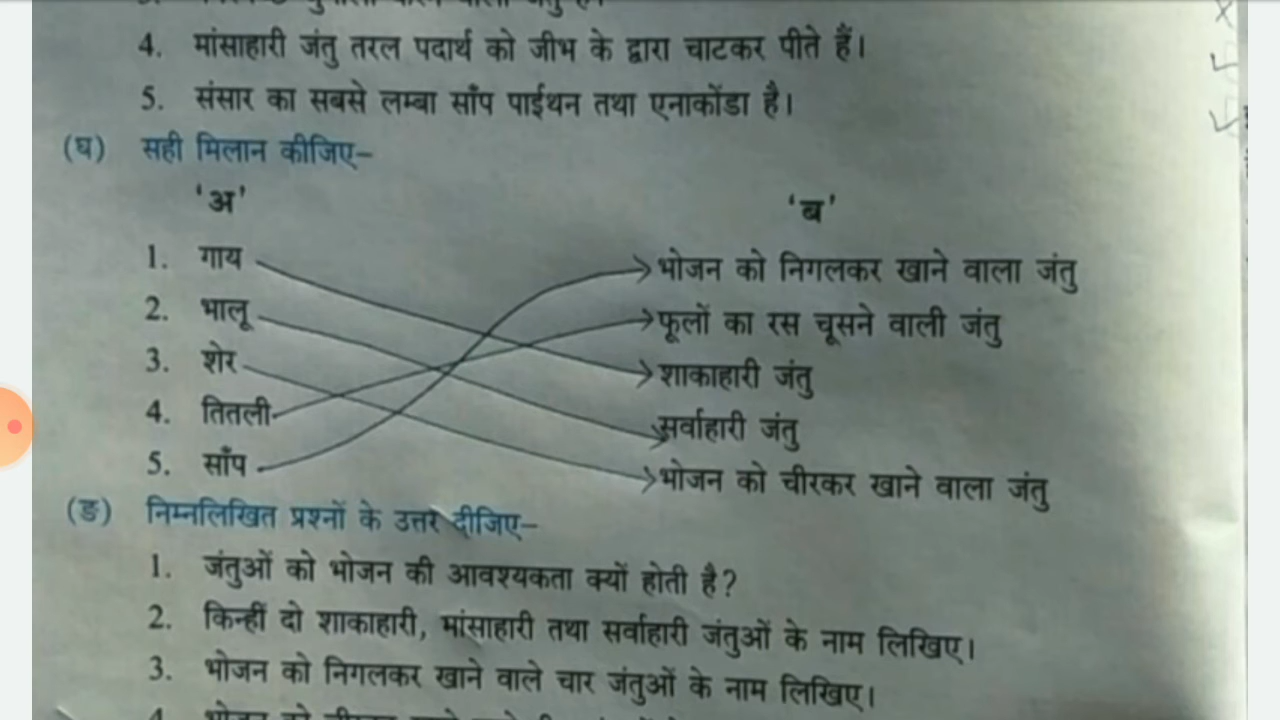 4. मांसाहारी जंतु तरल पदार्थ को जीभ के द्वारा चाटकर पीते हैं।
5. संसार का सबसे लम्बा साँप पाईथन तथा एनाकोंडा है।
(घ) सही मिलान कीजिए–
'अ' 'ब'
1. गाय भोजन को निगलकर खाने वाला जंतु
2. भालू फूलों का रस चूसने वाली जंतु
3. शेर शाकाहारी जंतु
4. तितली सर्वाहारी जंतु
5. साँप भोजन को चीरकर खाने वाला जंतु
(ङ) निम्नलिखित प्रश्नों के उत्तर दीजिए–
1. जंतुओं को भोजन की आवश्यकता क्यों होती है?
2. किन्हीं दो शाकाहारी, मांसाहारी तथा सर्वाहारी जंतुओं के नाम लिखिए।
3. भोजन को निगलकर खाने वाले चार जंतुओं के नाम लिखिए।